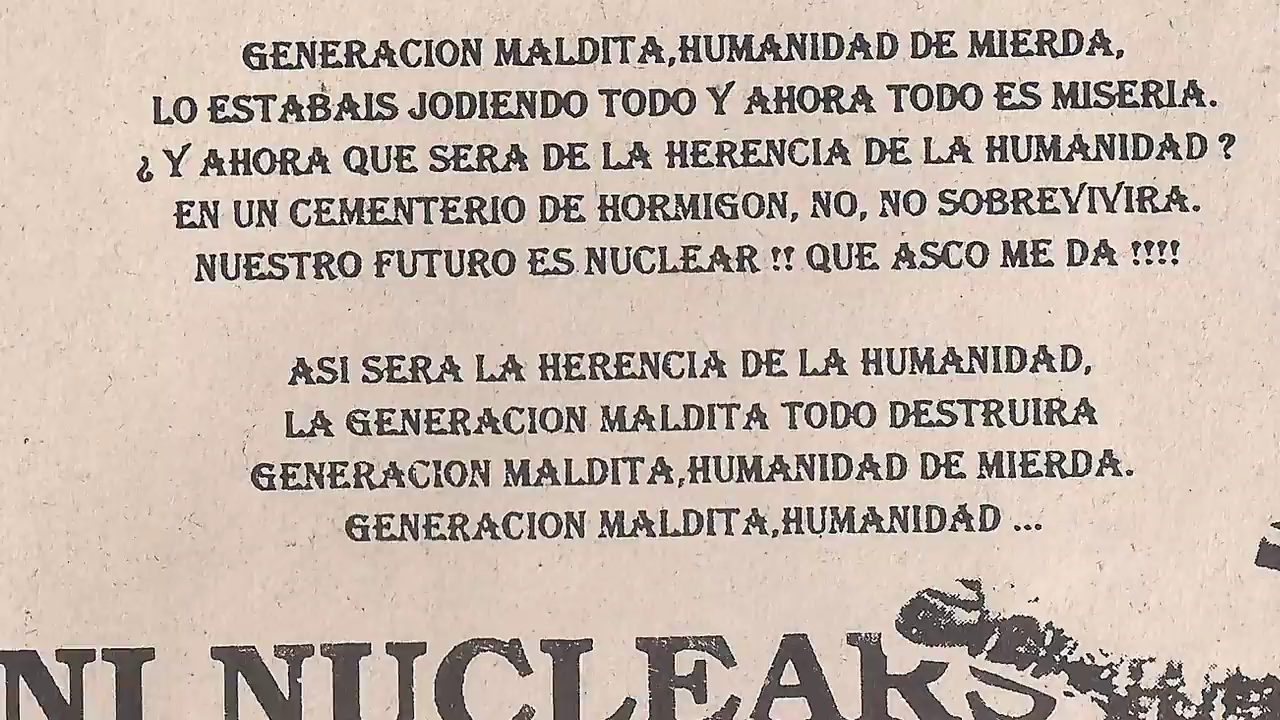 GENERACION MALDITA,HUMANIDAD DE MIERDA,
LO ESTABAIS JODIENDO TODO Y AHORA TODO ES MISERIA.
¿ Y AHORA QUE SERA DE LA HERENCIA DE LA HUMANIDAD ?
EN UN CEMENTERIO DE HORMIGON, NO, NO SOBREVIVIRA.
NUESTRO FUTURO ES NUCLEAR !! QUE ASCO ME DA !!!!
ASI SERA LA HERENCIA DE LA HUMANIDAD,
LA GENERACION MALDITA TODO DESTRUIRA
GENERACION MALDITA,HUMANIDAD DE MIERDA.
GENERACION MALDITA,HUMANIDAD ...
NI NUCLEARS